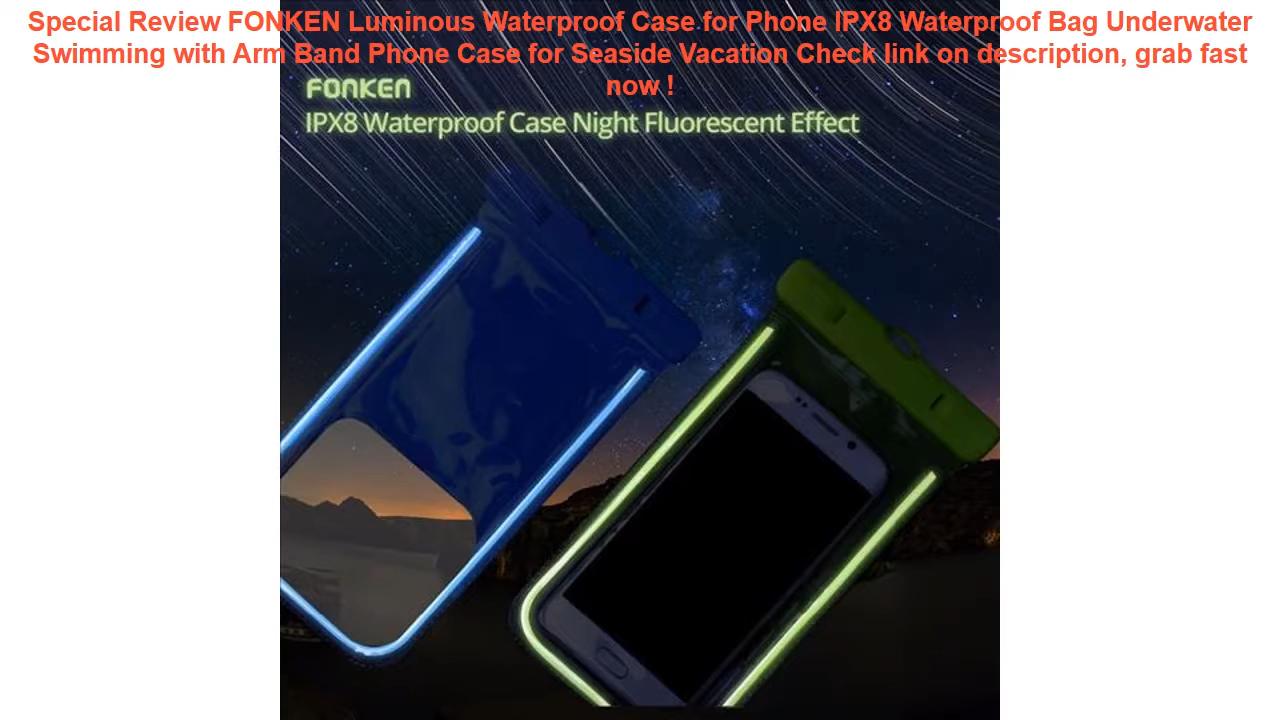 Special Review FONKEN Luminous Waterproof Case for Phone IPX8 Waterproof Bag Underwater
Swimming with Arm Band Phone Case for Seaside Vacation Check link on description, grab fast
now !
FONKEN
IPX8 Waterproof Case Night Fluorescent Effect